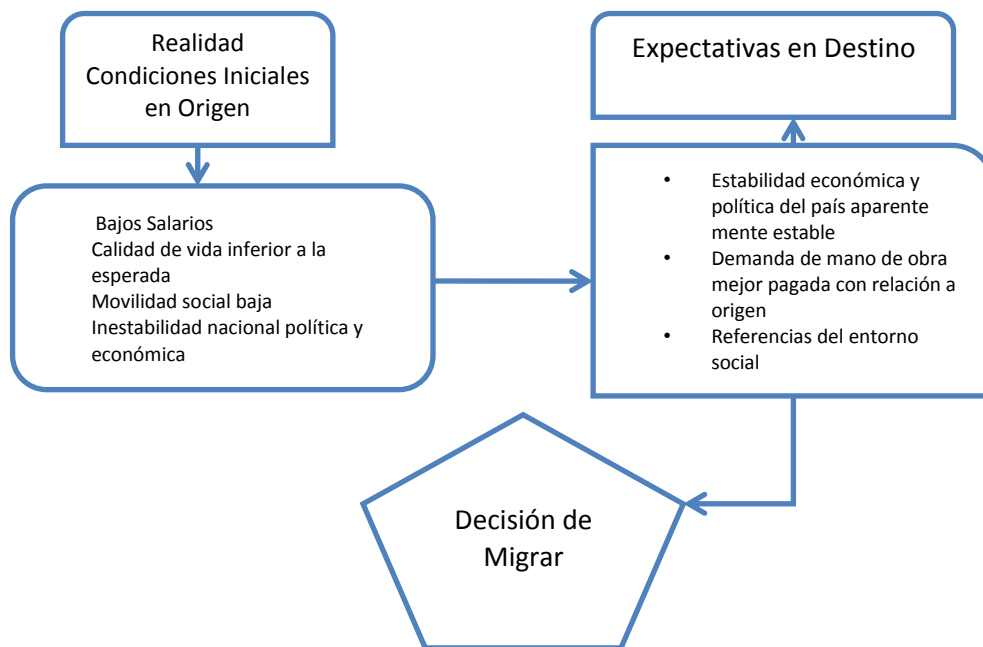 Realidad
Condiciones Iniciales
en Origen
Expectativas en Destino
Bajos Salarios
Calidad de vida inferior a la
esperada
Movilidad social baja
Inestabilidad nacional política y
económica
• Estabilidad económica y
política del país aparente
mente estable
• Demanda de mano de obra
mejor pagada con relación a
origen
• Referencias del entorno
social
Decisión de
Migrar